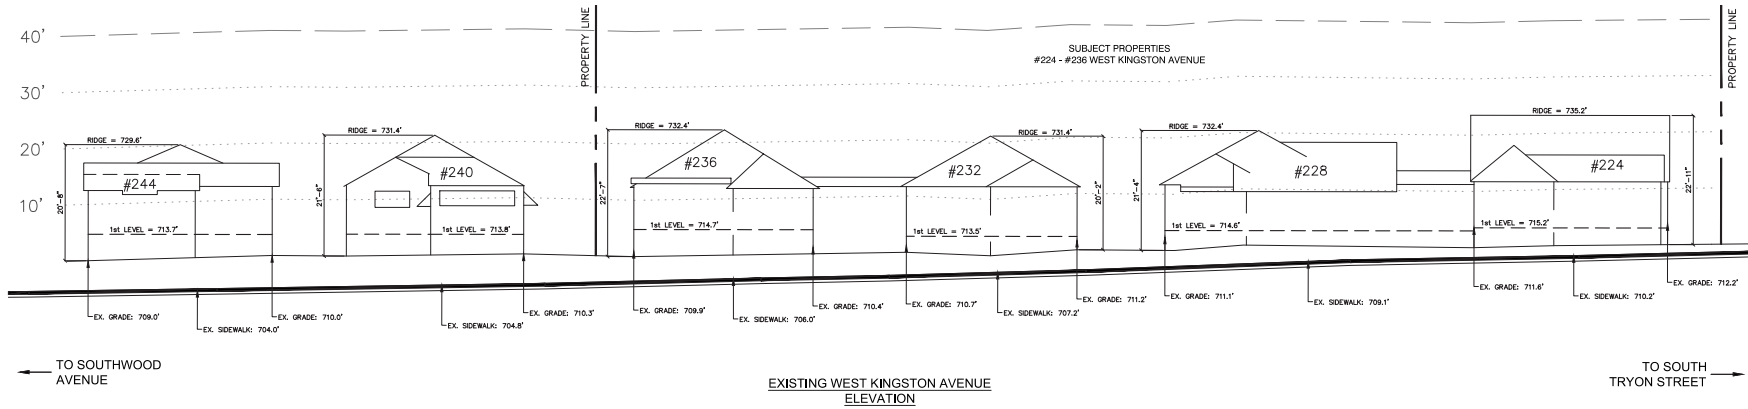 40'
30'
20'
10'
PROPERTY LINE
SUBJECT PROPERTIES
#224 - #236 WEST KINGSTON AVENUE
PROPERTY LINE
RIDGE = 729.6'
20'-8"
#244
1st LEVEL = 713.7'
RIDGE = 731.4'
21'-6"
#240
1st LEVEL = 713.8'
RIDGE = 732.4'
22'-7"
#236
1st LEVEL = 714.7'
RIDGE = 731.4'
20'-2"
#232
1st LEVEL = 713.5'
RIDGE = 732.4'
21'-4"
#228
1st LEVEL = 714.6'
RIDGE = 735.2'
22'-11"
#224
1st LEVEL = 715.2'
EX. GRADE: 709.0'
EX. SIDEWALK: 704.0'
EX. GRADE: 710.0'
EX. SIDEWALK: 704.8'
EX. GRADE: 710.3'
EX. GRADE: 709.9'
EX. SIDEWALK: 706.0'
EX. GRADE: 710.4'
EX. GRADE: 710.7'
EX. SIDEWALK: 707.2'
EX. GRADE: 711.2'
EX. GRADE: 711.1'
EX. SIDEWALK: 709.1'
EX. GRADE: 711.6'
EX. SIDEWALK: 710.2'
EX. GRADE: 712.2'
TO SOUTHWOOD
AVENUE
EXISTING WEST KINGSTON AVENUE
ELEVATION
TO SOUTH
TRYON STREET